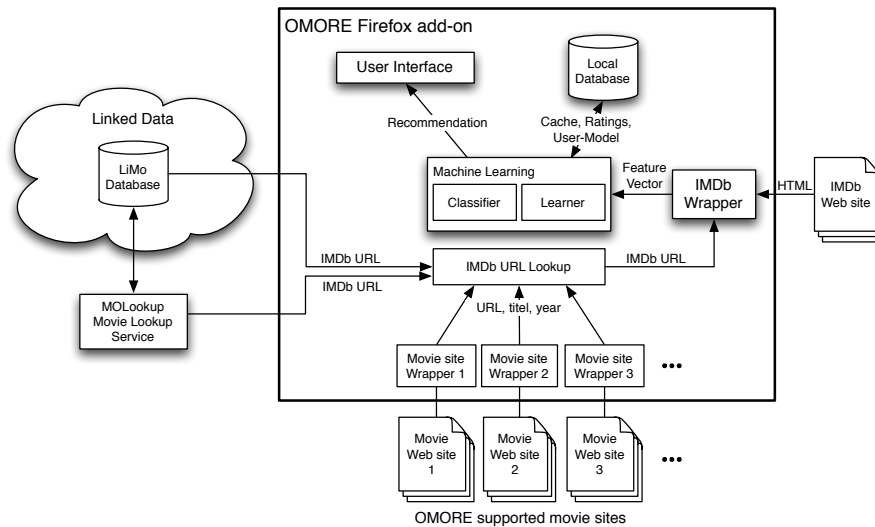 OMORE Firefox add-on
User Interface
Local
Database
Linked Data
Recommendation
Cache, Ratings,
User-Model
LiMo
Database
Machine Learning
Classifier
Learner
Feature
Vector
IMDb
Wrapper
HTML
IMDb
Web site
IMDb URL
IMDb URL Lookup
IMDb URL
IMDb URL
MOLookup
Movie Lookup
Service
URL, titel, year
Movie site
Wrapper 1
Movie site
Wrapper 2
Movie site
Wrapper 3
...
Movie
Web site
1
Movie
Web site
2
Movie
Web site
3
...
OMORE supported movie sites